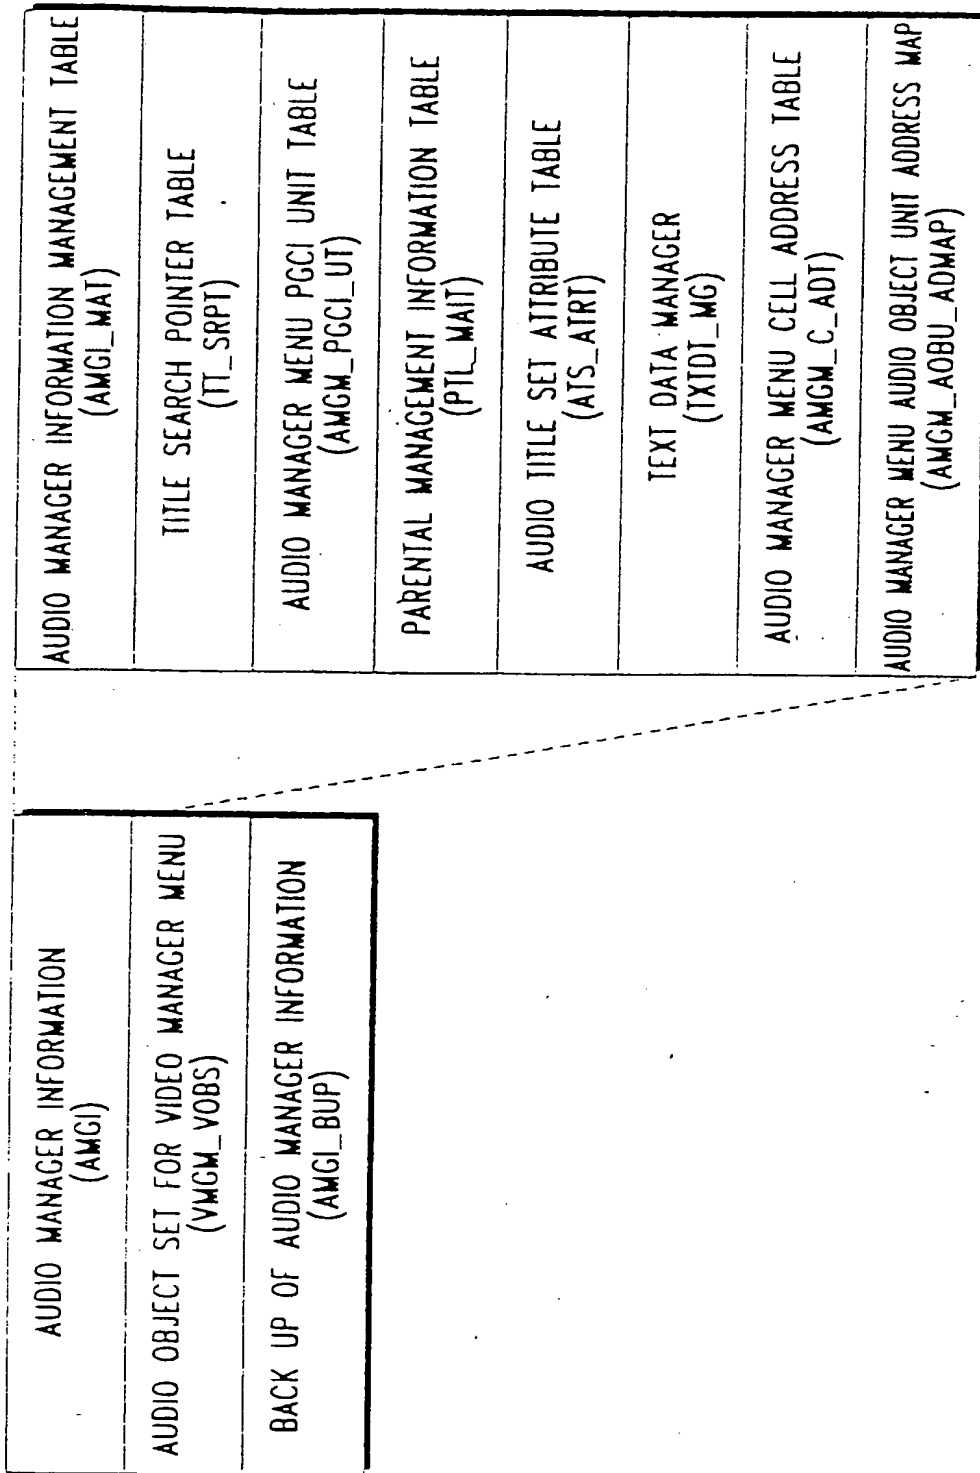 AUDIO MANAGER INFORMATION
(AMGI)
AUDIO OBJECT SET FOR VIDEO MANAGER MENU
(VMGM_VOBS)
BACK UP OF AUDIO MANAGER INFORMATION
(AMGI_BUP)
AUDIO MANAGER INFORMATION MANAGEMENT TABLE
(AMGI_MAT)
TITLE SEARCH POINTER TABLE
(TT_SRPT)
AUDIO MANAGER MENU PGCI UNIT TABLE
(AMGM_PGCI_UT)
PARENTAL MANAGEMENT INFORMATION TABLE
(PTL_MAIT)
AUDIO TITLE SET ATTRIBUTE TABLE
(ATS_ATRT)
TEXT DATA MANAGER
(TXTDT_MG)
AUDIO MANAGER MENU CELL ADDRESS TABLE
(AMGM_C_ADT)
AUDIO MANAGER MENU AUDIO OBJECT UNIT ADDRESS MAP
(AMGM_AOBU_ADMAP)